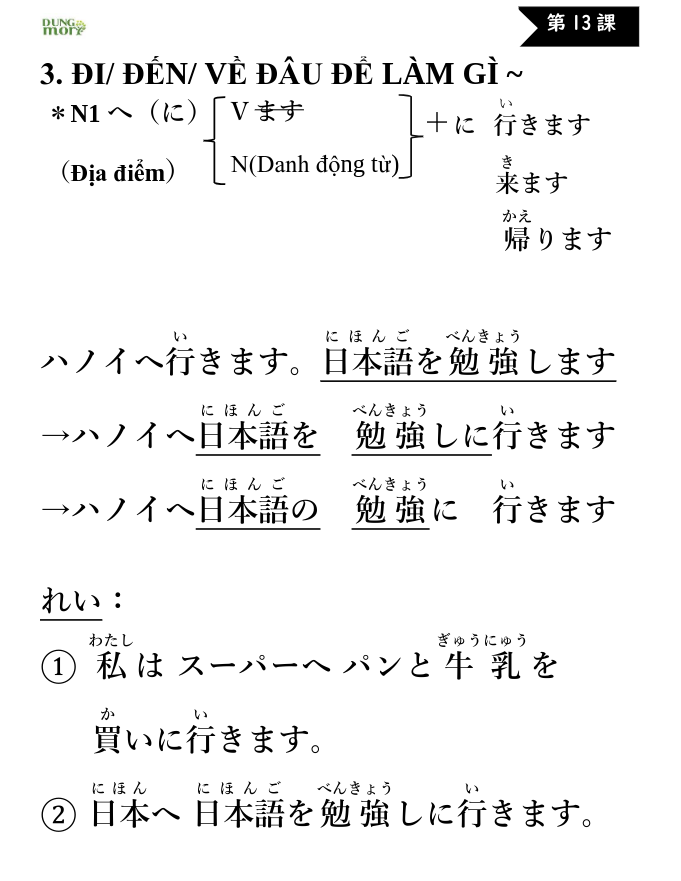 DUNG
mori
第 13 課
3. ĐI/ ĐẾN/ VỀ ĐÂU ĐỂ LÀM GÌ ~
い
＊N1 へ（に） V ます ＋に 行きます
（Địa điểm） N(Danh động từ)
き
来ます
かえ
帰ります
い にほんご べんきょう
ハノイへ行きます。日本語を勉強します
にほんご べんきょう い
→ハノイへ日本語を 勉強しに行きます
にほんご べんきょう い
→ハノイへ日本語の 勉強に 行きます
れい：
わたし ぎゅうにゅう
① 私は スーパーへ パンと牛乳を
か い
買いに行きます。
にほん にほんご べんきょう い
② 日本へ 日本語を勉強しに行きます。